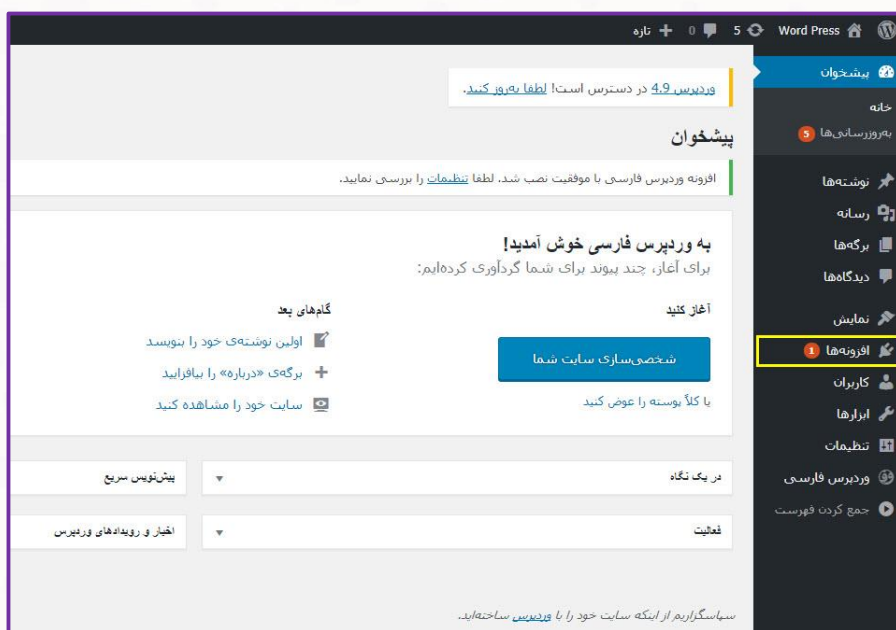 Word Press 5 0 تازه
پیشخوان
خانه
به‌روزرسانی‌ها 5
نوشته‌ها
رسانه
برگه‌ها
دیدگاه‌ها
نمایش
افزونه‌ها 1
کاربران
ابزارها
تنظیمات
وردپرس فارسی
جمع کردن فهرست
وردپرس 4.9 در دسترس است! لطفا به‌روز کنید.
پیشخوان
افزونه وردپرس فارسی با موفقیت نصب شد. لطفا تنظیمات را بررسی نمایید.
به وردپرس فارسی خوش آمدید!
برای آغاز، چند پیوند برای شما گردآوری کرده‌ایم:
آغاز کنید
شخصی‌سازی سایت شما
یا کلاً پوسته را عوض کنید
گام‌های بعد
اولین نوشته‌ی خود را بنویسد
برگه‌ی «درباره» را بیافزایید
سایت خود را مشاهده کنید
در یک نگاه
پیش‌نویس سریع
فعالیت
اخبار و رویدادهای وردپرس
سپاسگزاریم از اینکه سایت خود را با وردپرس ساخته‌اید.